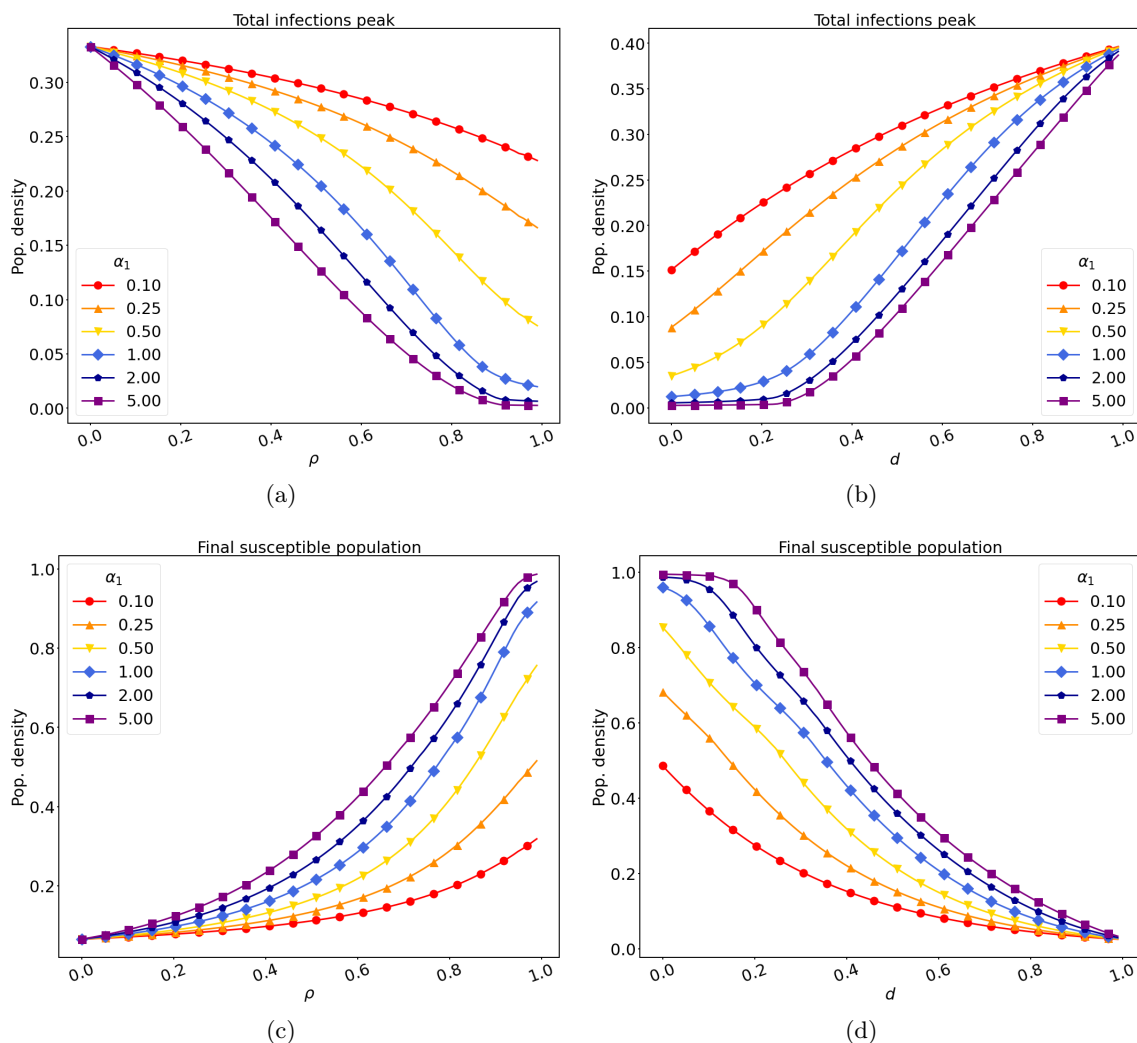 Total infections peak
Pop. density
0.30
0.25
0.20
0.15
0.10
0.05
0.00
α1
0.10
0.25
0.50
1.00
2.00
5.00
0.0 0.2 0.4 0.6 0.8 1.0
ρ
(a)
Total infections peak
Pop. density
0.40
0.35
0.30
0.25
0.20
0.15
0.10
0.05
0.00
α1
0.10
0.25
0.50
1.00
2.00
5.00
0.0 0.2 0.4 0.6 0.8 1.0
d
(b)
Final susceptible population
Pop. density
1.0
0.8
0.6
0.4
0.2
α1
0.10
0.25
0.50
1.00
2.00
5.00
0.0 0.2 0.4 0.6 0.8 1.0
ρ
(c)
Final susceptible population
Pop. density
1.0
0.8
0.6
0.4
0.2
0.0
α1
0.10
0.25
0.50
1.00
2.00
5.00
0.0 0.2 0.4 0.6 0.8 1.0
d
(d)